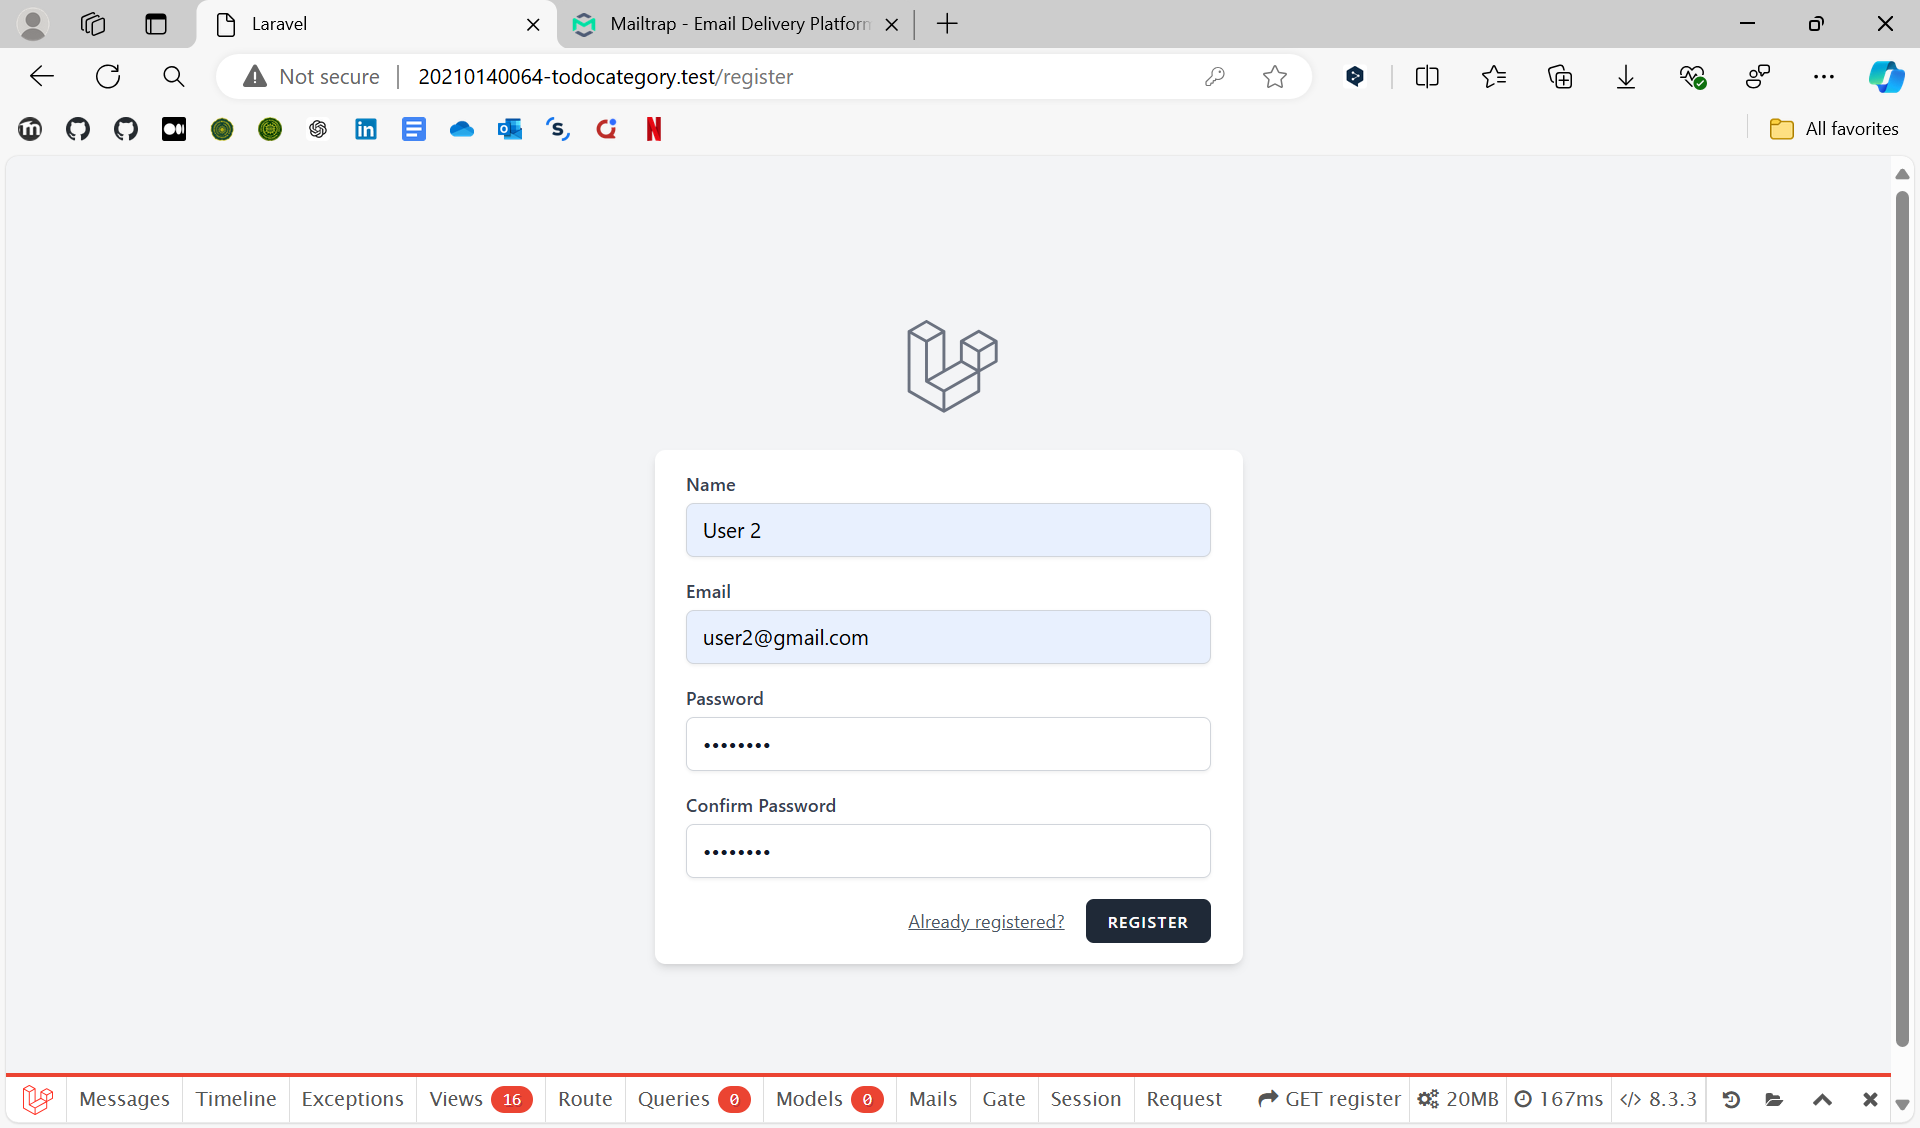 Laravel
Mailtrap - Email Delivery Platform
Not secure
20210140064-todocategory.test/register
All favorites
Name
User 2
Email
user2@gmail.com
Password
••••••••
Confirm Password
••••••••
Already registered?
REGISTER
Messages
Timeline
Exceptions
Views 16
Route
Queries 0
Models 0
Mails
Gate
Session
Request
GET register
20MB
167ms
</> 8.3.3